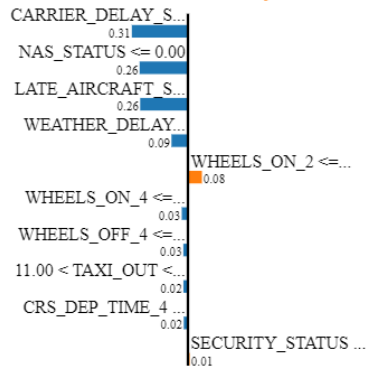 CARRIER_DELAY_S...
0.31
NAS_STATUS <= 0.00
0.26
LATE_AIRCRAFT_S...
0.26
WEATHER_DELAY...
0.09
WHEELS_ON_2 <=...
0.08
WHEELS_ON_4 <=...
0.03
WHEELS_OFF_4 <=...
0.03
11.00 < TAXI_OUT <...
0.02
CRS_DEP_TIME_4 ...
0.02
SECURITY_STATUS ...
0.01